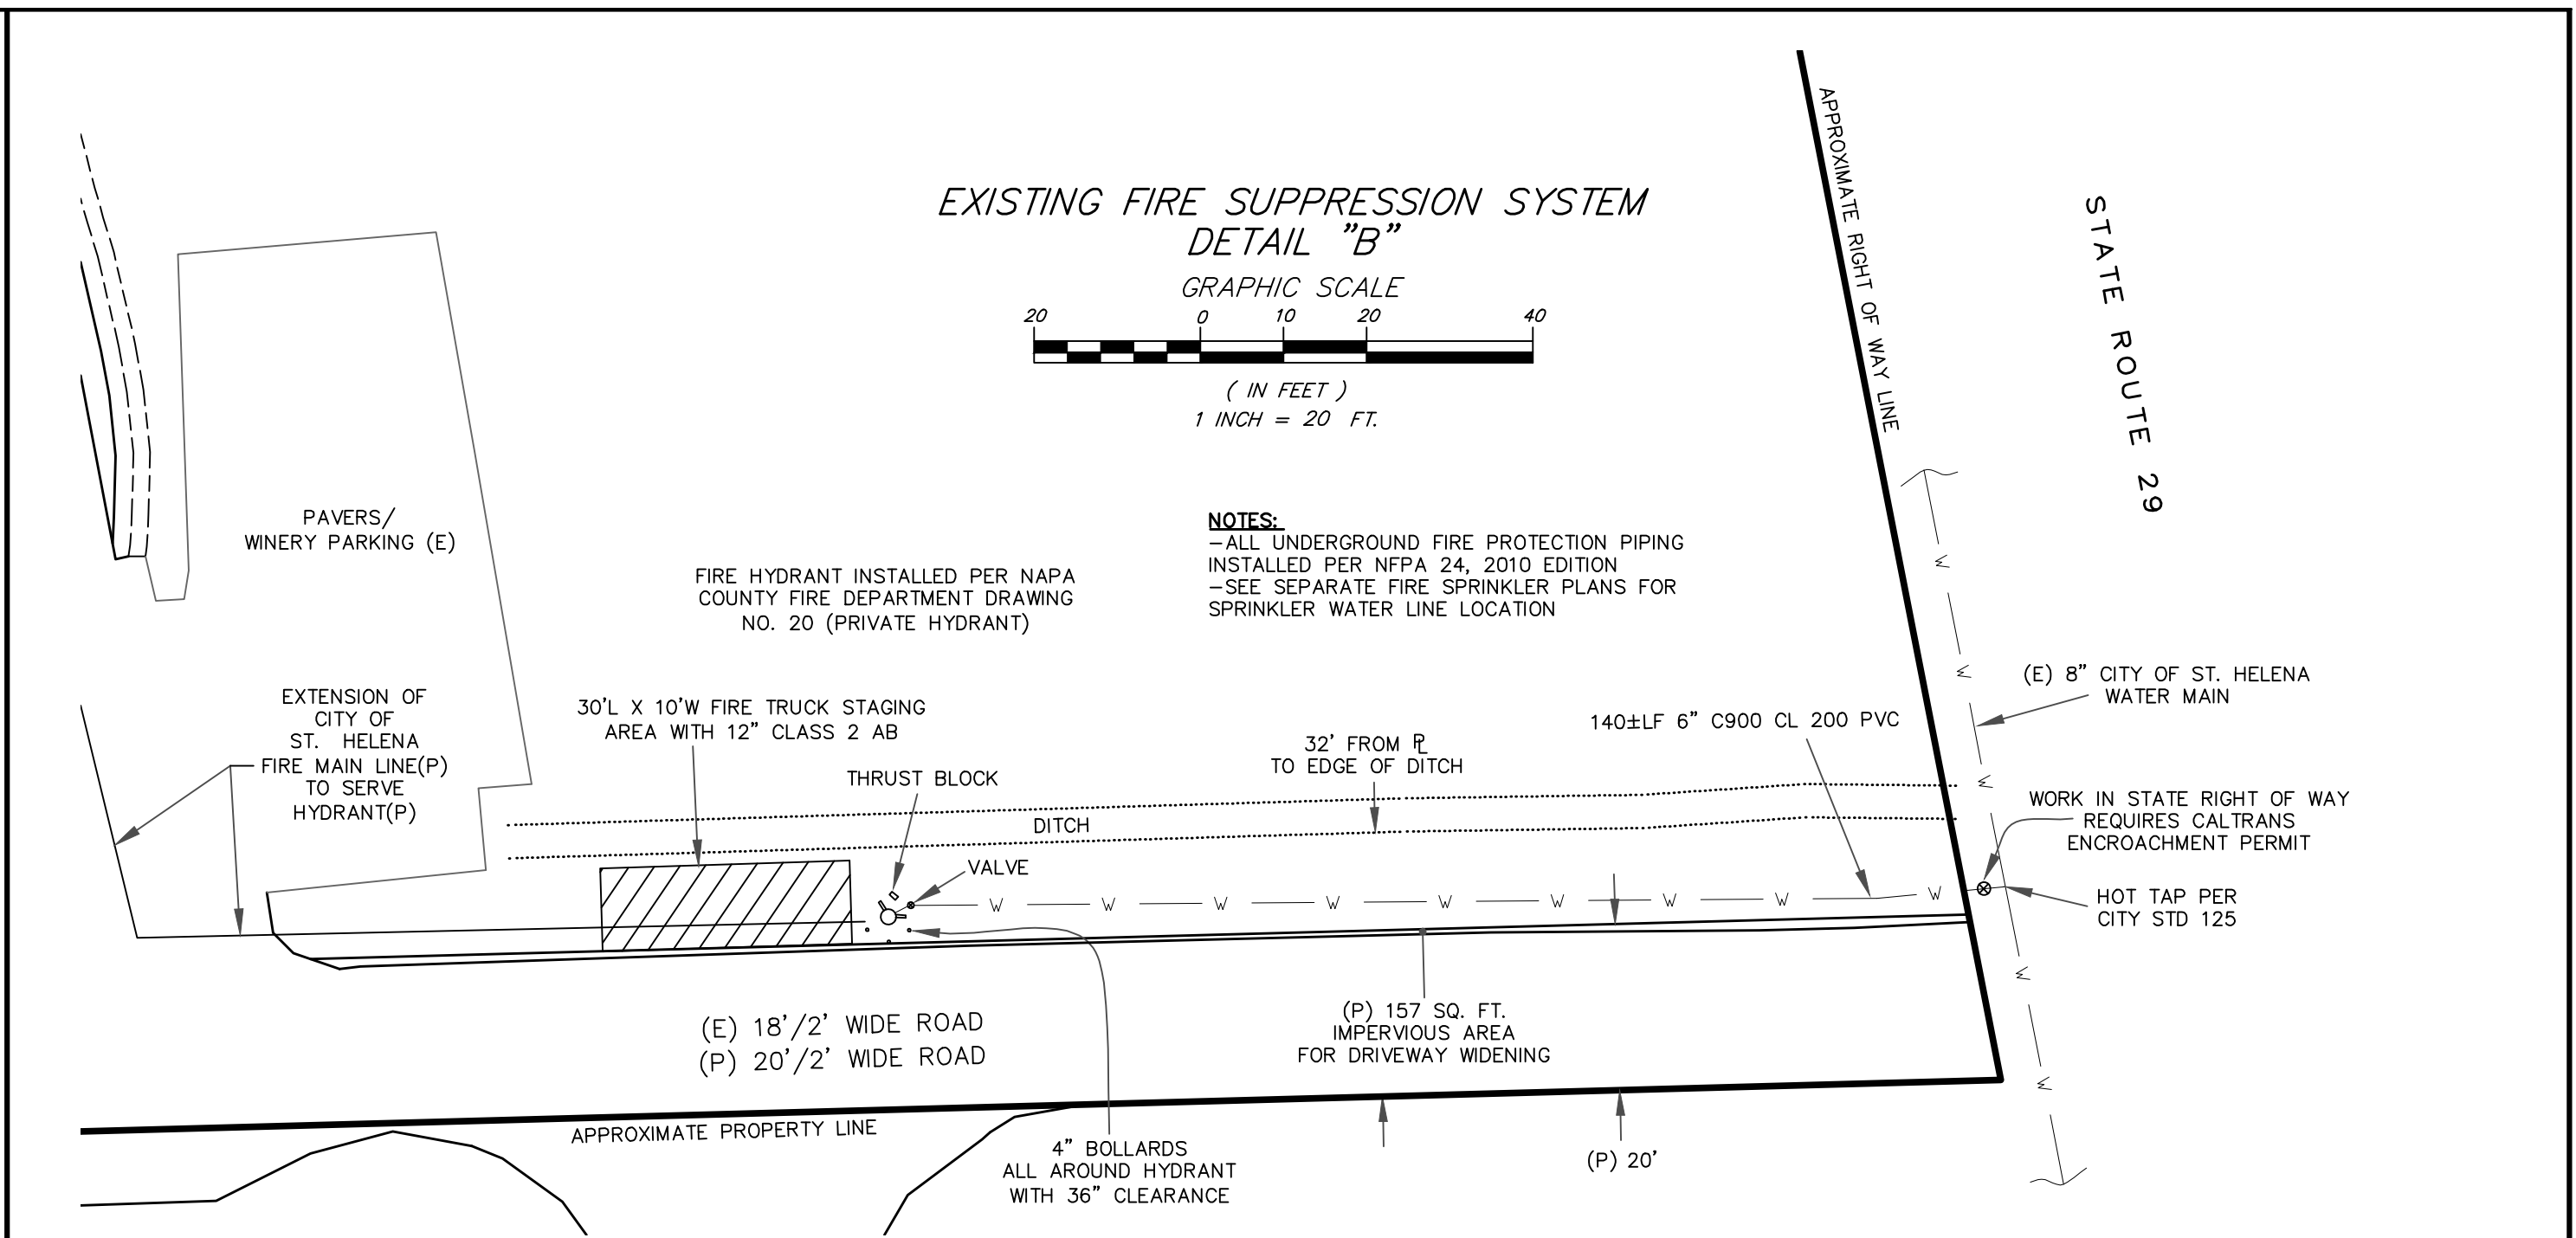 EXISTING FIRE SUPPRESSION SYSTEM
DETAIL "B"
GRAPHIC SCALE
20 0 10 20 40
( IN FEET )
1 INCH = 20 FT.
APPROXIMATE RIGHT OF WAY LINE
STATE ROUTE 29
PAVERS/
WINERY PARKING (E)
FIRE HYDRANT INSTALLED PER NAPA
COUNTY FIRE DEPARTMENT DRAWING
NO. 20 (PRIVATE HYDRANT)
NOTES:
-ALL UNDERGROUND FIRE PROTECTION PIPING
INSTALLED PER NFPA 24, 2010 EDITION
-SEE SEPARATE FIRE SPRINKLER PLANS FOR
SPRINKLER WATER LINE LOCATION
EXTENSION OF
CITY OF
ST. HELENA
FIRE MAIN LINE(P)
TO SERVE
HYDRANT(P)
30'L X 10'W FIRE TRUCK STAGING
AREA WITH 12" CLASS 2 AB
THRUST BLOCK
32' FROM PL
TO EDGE OF DITCH
140±LF 6" C900 CL 200 PVC
(E) 8" CITY OF ST. HELENA
WATER MAIN
WORK IN STATE RIGHT OF WAY
REQUIRES CALTRANS
ENCROACHMENT PERMIT
DITCH
VALVE
W W W W W W W W W
W W W W W
HOT TAP PER
CITY STD 125
(E) 18'/2' WIDE ROAD
(P) 20'/2' WIDE ROAD
(P) 157 SQ. FT.
IMPERVIOUS AREA
FOR DRIVEWAY WIDENING
APPROXIMATE PROPERTY LINE
4" BOLLARDS
ALL AROUND HYDRANT
WITH 36" CLEARANCE
(P) 20'